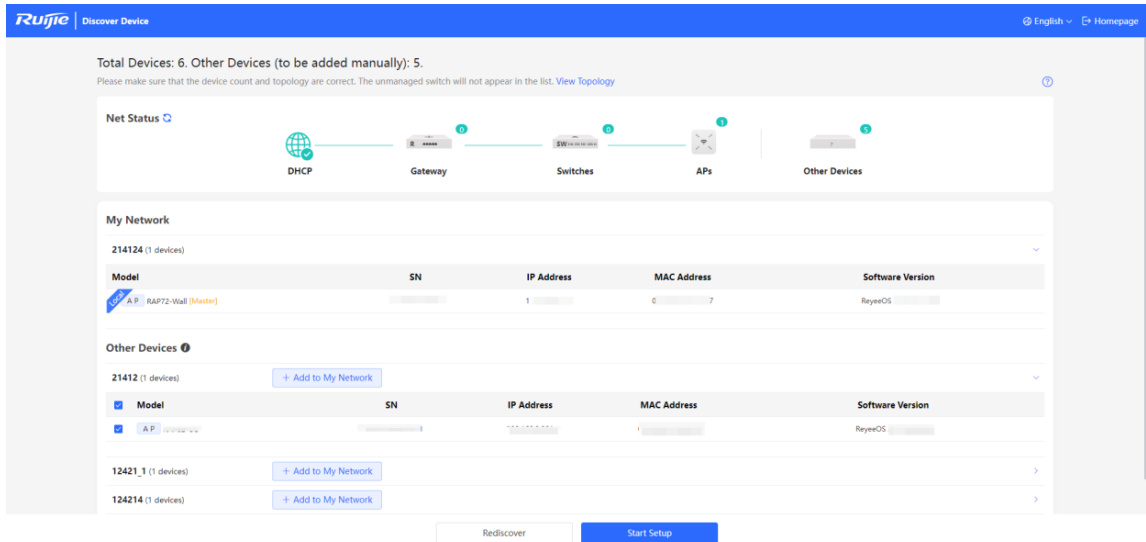 Ruijie | Discover Device English Homepage
Total Devices: 6. Other Devices (to be added manually): 5.
Please make sure that the device count and topology are correct. The unmanaged switch will not appear in the list. View Topology
Net Status
0 0 1 5
DHCP Gateway Switches APs Other Devices
My Network
214124 (1 devices)
Model SN IP Address MAC Address Software Version
Local AP RAP72-Wall [Master] 1 0 7 ReyeeOS
Other Devices
21412 (1 devices) + Add to My Network
Model SN IP Address MAC Address Software Version
AP ReyeeOS
12421_1 (1 devices) + Add to My Network
124214 (1 devices) + Add to My Network
Rediscover Start Setup